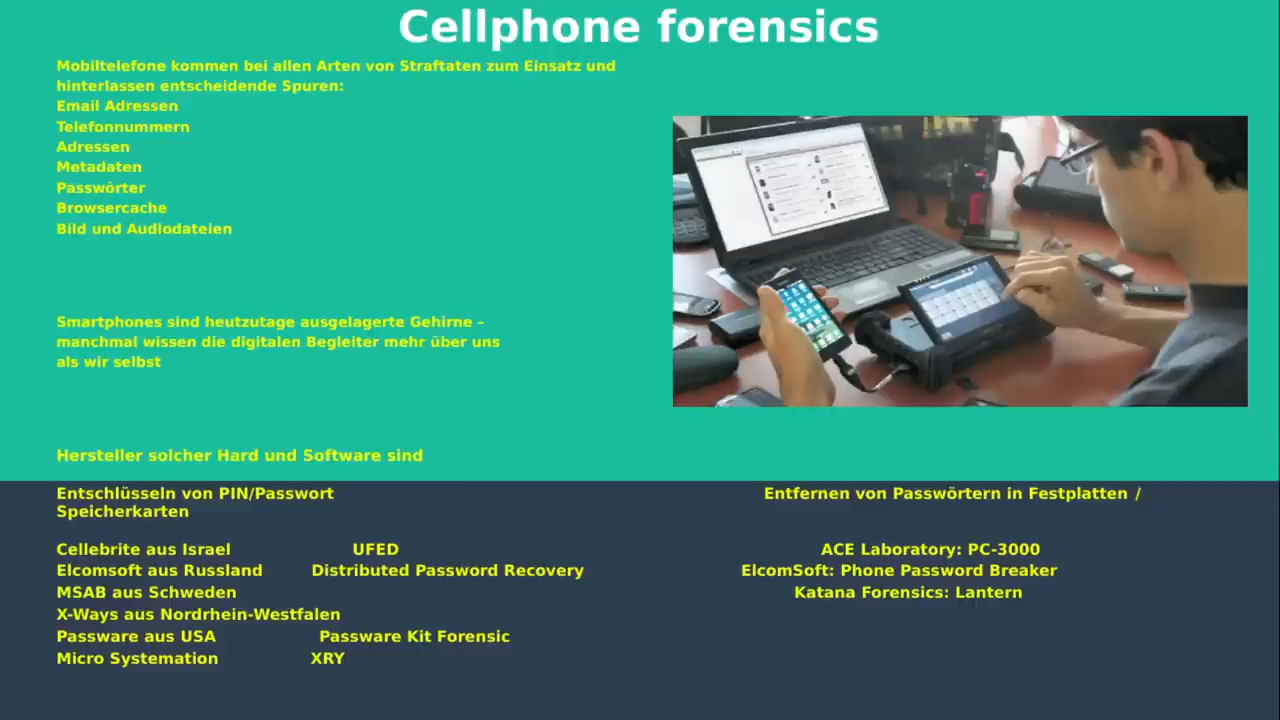 Cellphone forensics
Mobiltelefone kommen bei allen Arten von Straftaten zum Einsatz und
hinterlassen entscheidende Spuren:
Email Adressen
Telefonnummern
Adressen
Metadaten
Passwörter
Browsercache
Bild und Audiodateien
Smartphones sind heutzutage ausgelagerte Gehirne –
manchmal wissen die digitalen Begleiter mehr über uns
als wir selbst
Hersteller solcher Hard und Software sind
Entschlüsseln von PIN/Passwort Entfernen von Passwörtern in Festplatten /
Speicherkarten
Cellebrite aus Israel UFED ACE Laboratory: PC-3000
Elcomsoft aus Russland Distributed Password Recovery ElcomSoft: Phone Password Breaker
MSAB aus Schweden Katana Forensics: Lantern
X-Ways aus Nordrhein-Westfalen
Passware aus USA Passware Kit Forensic
Micro Systemation XRY